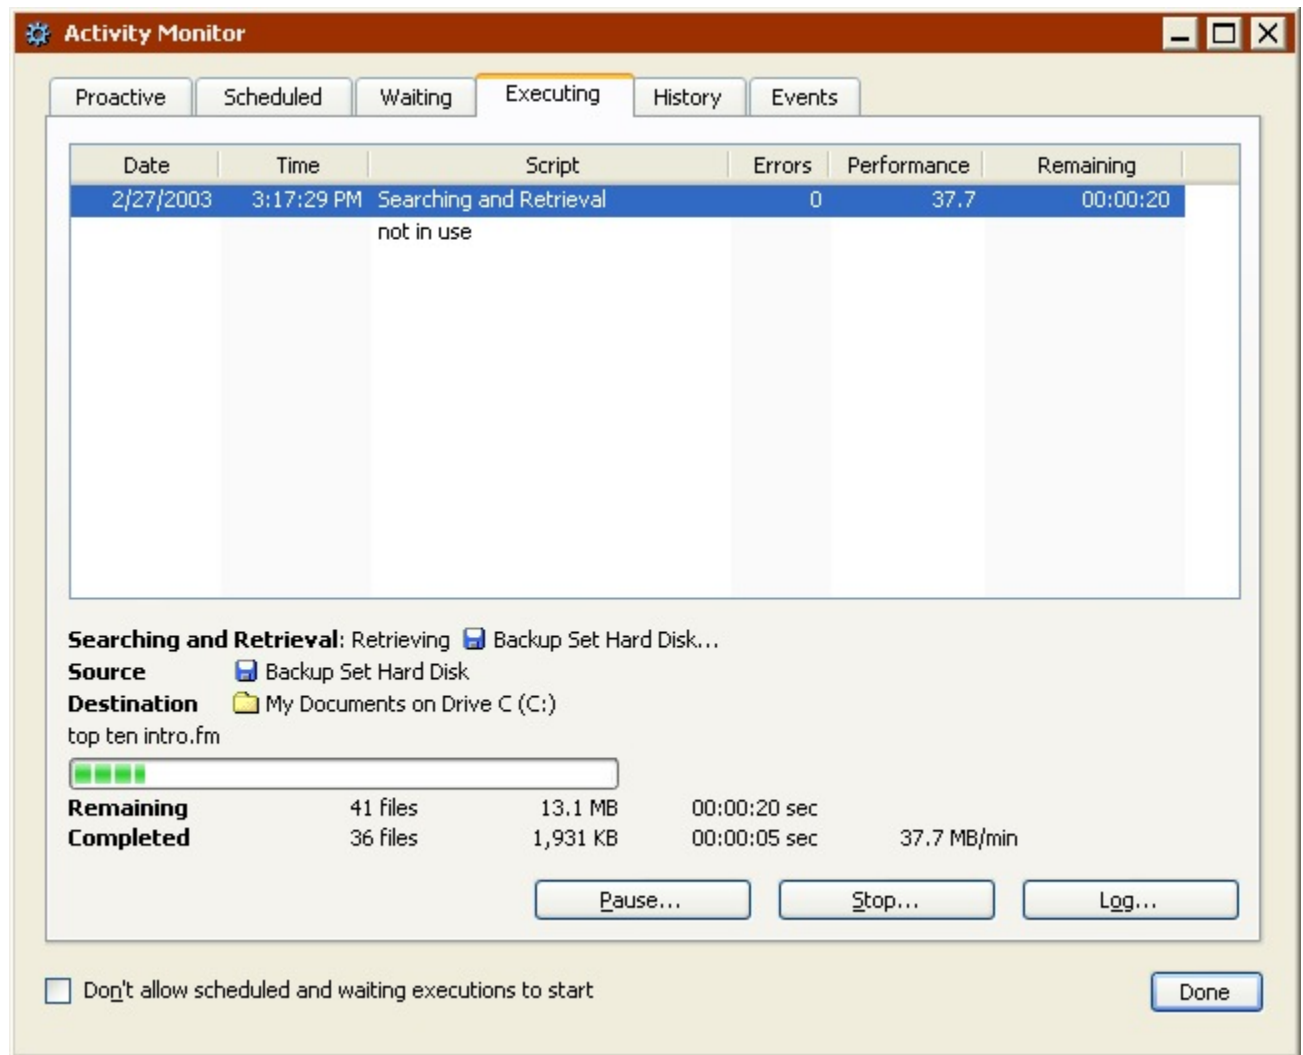 Activity Monitor
Proactive Scheduled Waiting Executing History Events
Date Time Script Errors Performance Remaining
2/27/2003 3:17:29 PM Searching and Retrieval 0 37.7 00:00:20
not in use
Searching and Retrieval: Retrieving Backup Set Hard Disk...
Source Backup Set Hard Disk
Destination My Documents on Drive C (C:)
top ten intro.fm
Remaining 41 files 13.1 MB 00:00:20 sec
Completed 36 files 1,931 KB 00:00:05 sec 37.7 MB/min
Pause... Stop... Log...
Don't allow scheduled and waiting executions to start Done